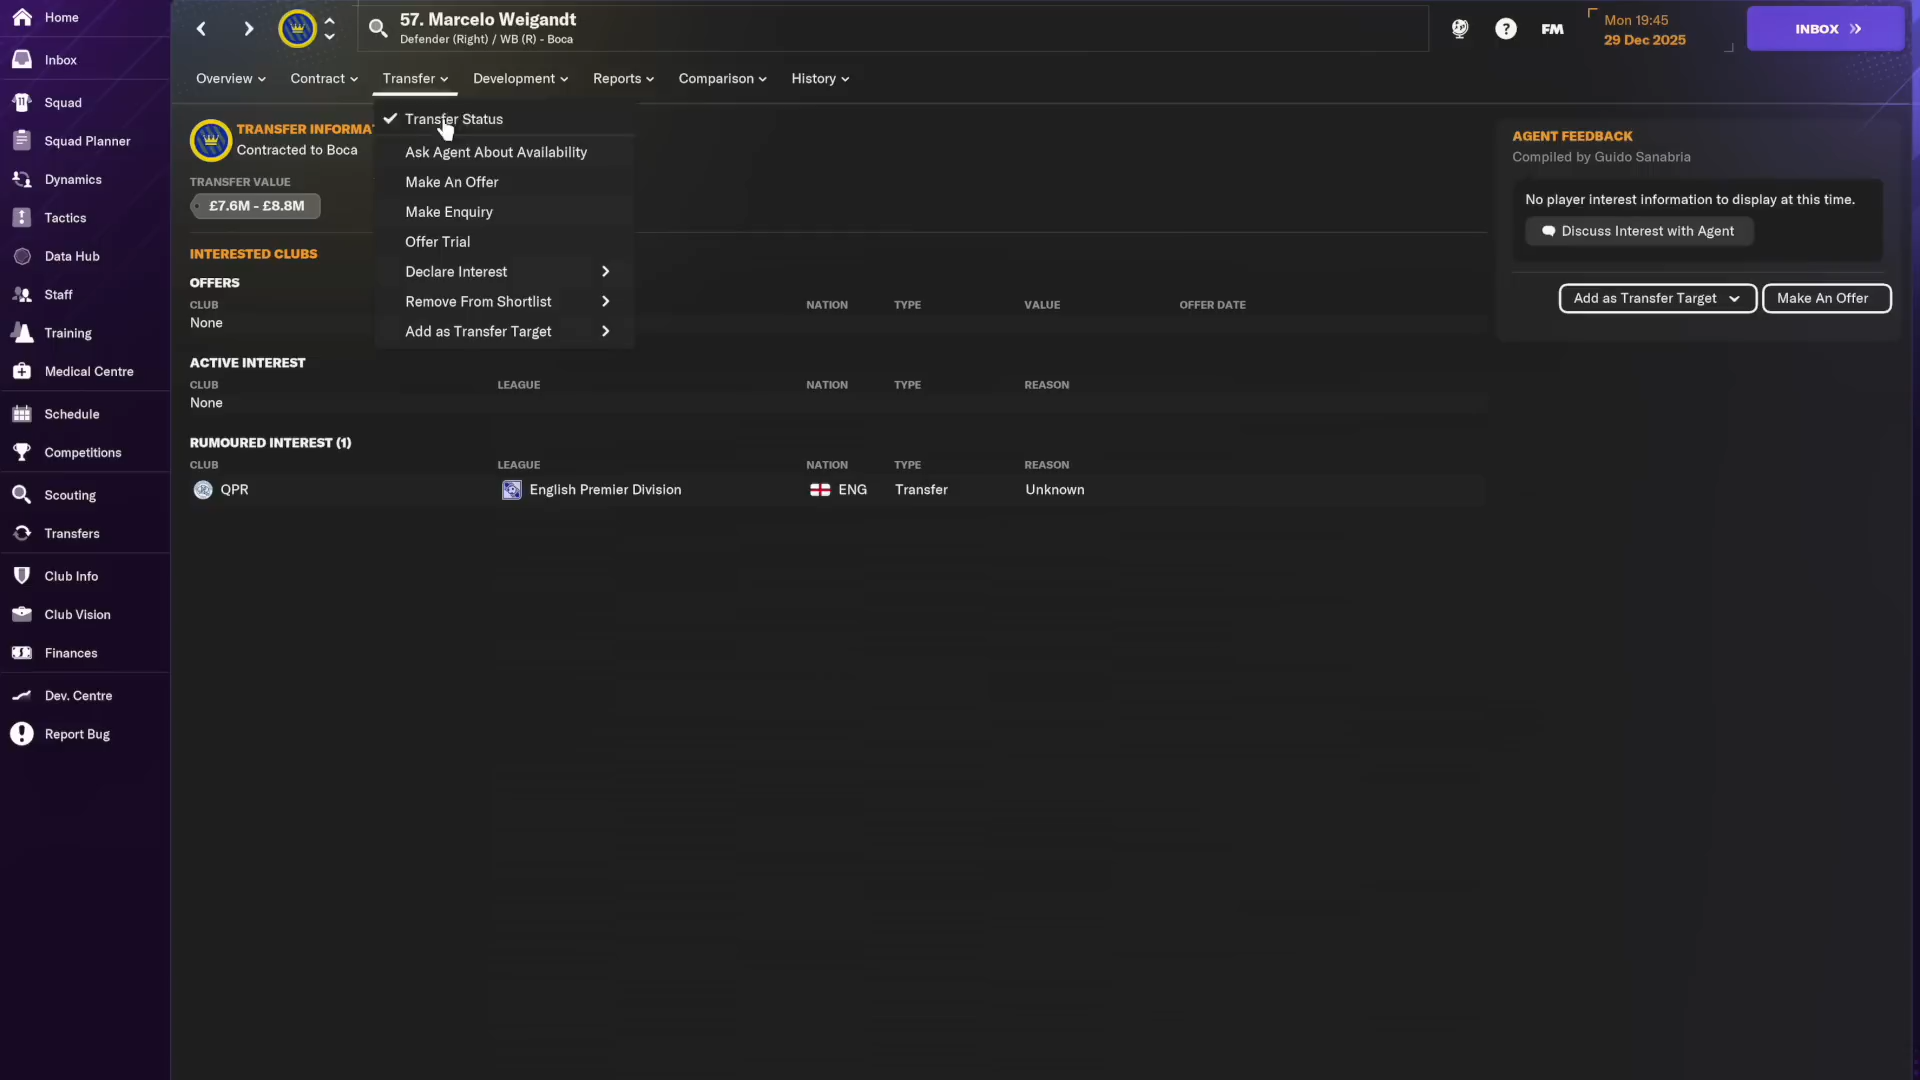 Home
Inbox
Squad
Squad Planner
Dynamics
Tactics
Data Hub
Staff
Training
Medical Centre
Schedule
Competitions
Scouting
Transfers
Club Info
Club Vision
Finances
Dev. Centre
Report Bug
57. Marcelo Weigandt
Defender (Right) / WB (R) - Boca
FM
Mon 19:45
29 Dec 2025
INBOX
Overview Contract Transfer Development Reports Comparison History
TRANSFER INFORMA
Contracted to Boca
TRANSFER VALUE
£7.6M - £8.8M
Transfer Status
Ask Agent About Availability
Make An Offer
Make Enquiry
Offer Trial
Declare Interest
Remove From Shortlist
Add as Transfer Target
INTERESTED CLUBS
OFFERS
CLUB NATION TYPE VALUE OFFER DATE
None
ACTIVE INTEREST
CLUB LEAGUE NATION TYPE REASON
None
RUMOURED INTEREST (1)
CLUB LEAGUE NATION TYPE REASON
QPR English Premier Division ENG Transfer Unknown
AGENT FEEDBACK
Compiled by Guido Sanabria
No player interest information to display at this time.
Discuss Interest with Agent
Add as Transfer Target Make An Offer